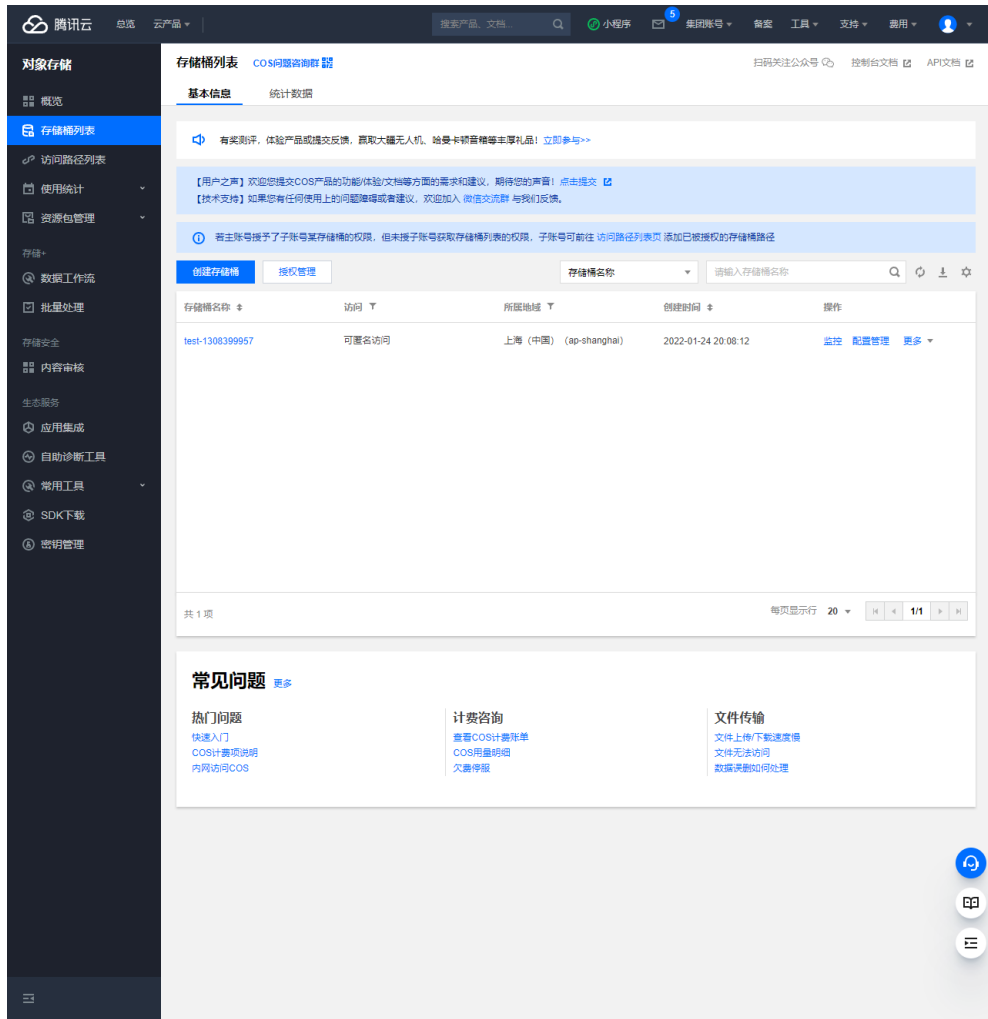 腾讯云 总览 云产品 搜索产品、文档... 小程序 5 集团账号 备案 工具 支持 费用
对象存储
概览
存储桶列表
访问路径列表
使用统计
资源包管理
存储+
数据工作流
批量处理
存储安全
内容审核
生态服务
应用集成
自助诊断工具
常用工具
SDK下载
密钥管理
存储桶列表 COS问题咨询群 扫码关注公众号 控制台文档 API文档
基本信息 统计数据
有奖测评,体验产品或提交反馈,赢取大疆无人机、哈曼卡顿音箱等丰厚礼品!立即参与>>
【用户之声】欢迎您提交COS产品的功能/体验/文档等方面的需求和建议,期待您的声音!点击提交
【技术支持】如果您有任何使用上的问题障碍或者建议,欢迎加入 微信交流群 与我们反馈。
若主账号授予了子账号某存储桶的权限,但未授子账号获取存储桶列表的权限,子账号可前往 访问路径列表页 添加已被授权的存储桶路径
创建存储桶 授权管理 存储桶名称 请输入存储桶名称
存储桶名称 访问 所属地域 创建时间 操作
test-1308399957 可匿名访问 上海(中国) (ap-shanghai) 2022-01-24 20:08:12 监控 配置管理 更多
共 1 项 每页显示行 20 1/1
常见问题 更多
热门问题 计费咨询 文件传输
快速入门 查看COS计费账单 文件上传/下载速度慢
COS计费项说明 COS用量明细 文件无法访问
内网访问COS 欠费停服 数据误删如何处理